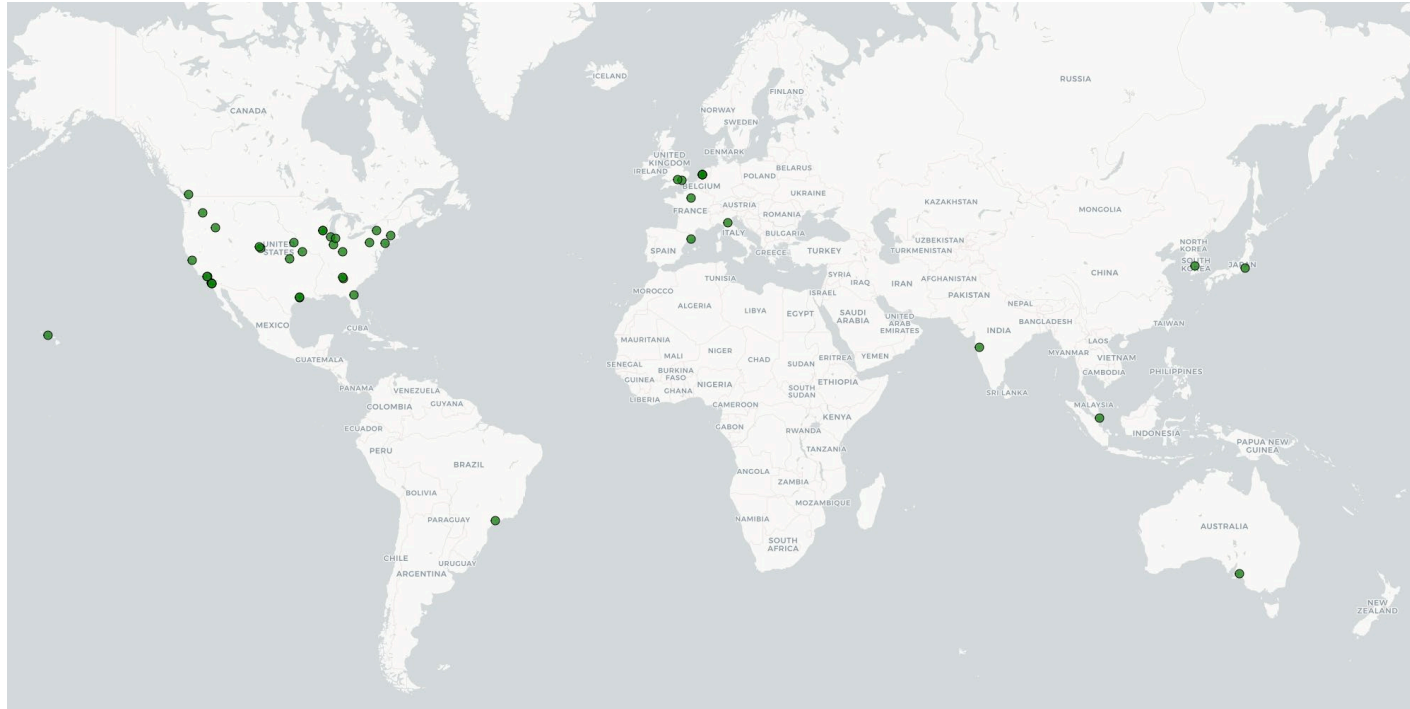 ICELAND
RUSSIA
FINLAND
CANADA
NORWAY
SWEDEN
UNITED
KINGDOM
DENMARK
IRELAND
BELARUS
POLAND
BELGIUM
UKRAINE
KAZAKHSTAN
AUSTRIA
FRANCE
ROMANIA
MONGOLIA
ITALY
BULGARIA
UZBEKISTAN
UNITED
STATES
SPAIN
GREECE
TURKEY
TURKMENISTAN
NORTH
KOREA
SOUTH
KOREA
JAPAN
SYRIA
TUNISIA
IRAQ
IRAN
AFGHANISTAN
CHINA
MOROCCO
ISRAEL
PAKISTAN
ALGERIA
LIBYA
EGYPT
SAUDI
ARABIA
UNITED
ARAB
EMIRATES
NEPAL
BANGLADESH
TAIWAN
MEXICO
CUBA
INDIA
MAURITANIA
LAOS
MYANMAR
VIETNAM
GUATEMALA
MALI
NIGER
CHAD
SUDAN
ERITREA
YEMEN
SENEGAL
BURKINA
FASO
CAMBODIA
PHILIPPINES
GUINEA
GHANA
NIGERIA
SOUTH
SUDAN
ETHIOPIA
PANAMA
VENEZUELA
SRI LANKA
LIBERIA
GUYANA
COLOMBIA
CAMEROON
MALAYSIA
KENYA
ECUADOR
GABON
RWANDA
INDONESIA
PAPUA NEW
GUINEA
PERU
TANZANIA
BRAZIL
ANGOLA
ZAMBIA
BOLIVIA
MOZAMBIQUE
PARAGUAY
NAMIBIA
AUSTRALIA
SOUTH
AFRICA
CHILE
URUGUAY
ARGENTINA
NEW
ZEALAND